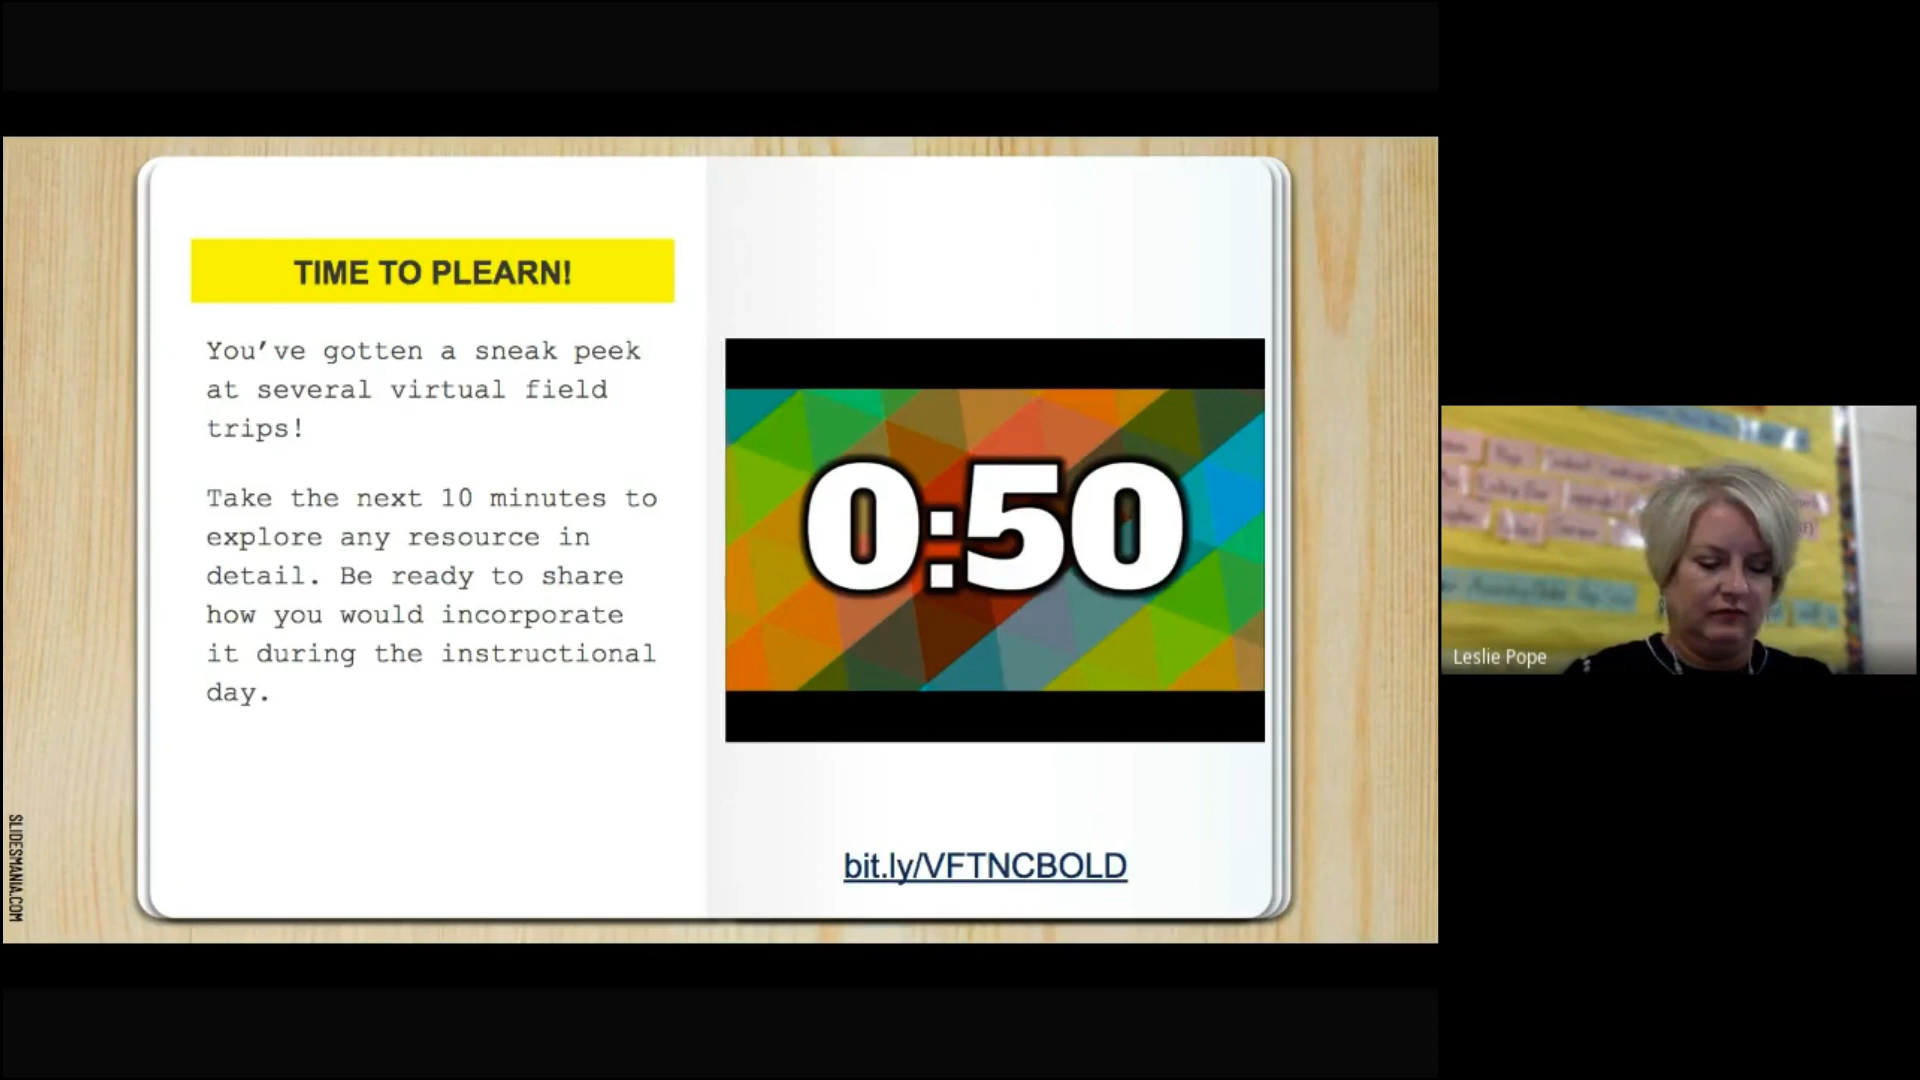 TIME TO PLEARN!
You’ve gotten a sneak peek
at several virtual field
trips!
Take the next 10 minutes to
explore any resource in
detail. Be ready to share
how you would incorporate
it during the instructional
day.
0:50
bit.ly/VFTNCBOLD
SLIDESMANIA.COM
Leslie Pope